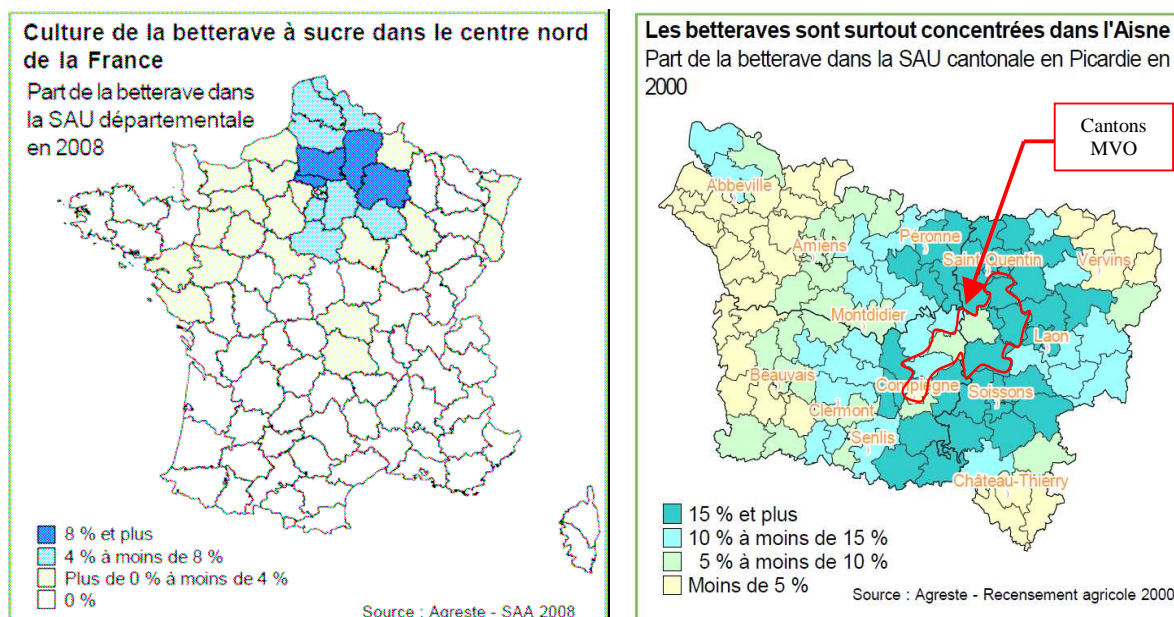 Culture de la betterave à sucre dans le centre nord
de la France
Part de la betterave dans
la SAU départementale
en 2008
8 % et plus
4 % à moins de 8 %
Plus de 0 % à moins de 4 %
0 %
Source : Agreste - SAA 2008
Les betteraves sont surtout concentrées dans l'Aisne
Part de la betterave dans la SAU cantonale en Picardie en
2000
Cantons
MVO
Abbeville
Amiens
Péronne
Saint-Quentin
Vervins
Montdidier
Laon
Beauvais
Compiègne
Soissons
Clermont
Senlis
Château-Thierry
15 % et plus
10 % à moins de 15 %
5 % à moins de 10 %
Moins de 5 %
Source : Agreste - Recensement agricole 2000